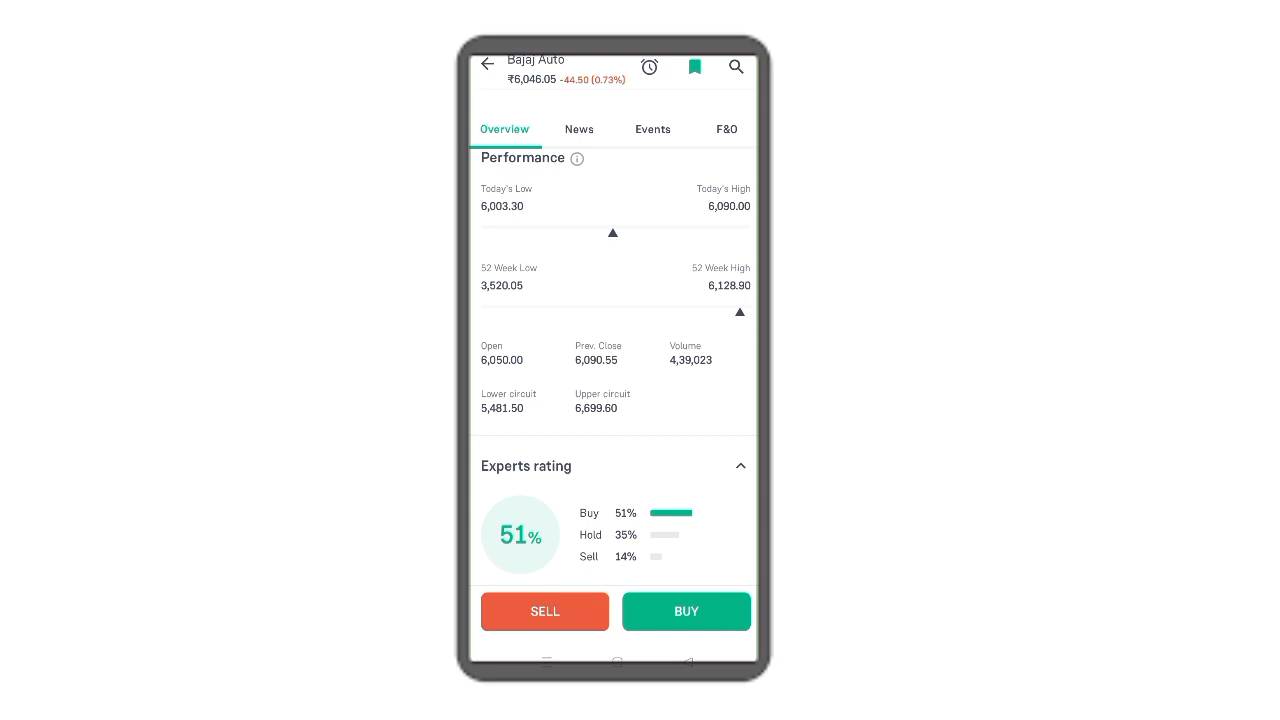 Bajaj Auto
₹6,046.05 -44.50 (0.73%)
Overview News Events F&O
Performance
Today's Low Today's High
6,003.30 6,090.00
52 Week Low 52 Week High
3,520.05 6,128.90
Open Prev. Close Volume
6,050.00 6,090.55 4,39,023
Lower circuit Upper circuit
5,481.50 6,699.60
Experts rating
51%
Buy 51%
Hold 35%
Sell 14%
SELL BUY